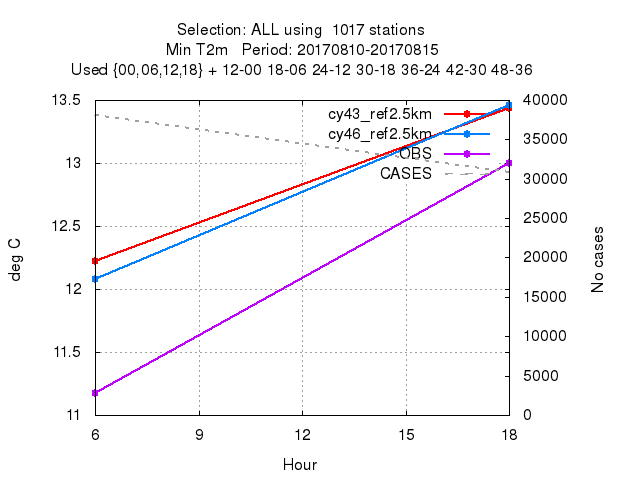 Selection: ALL using  1017 stations
Min T2m   Period: 20170810-20170815
Used {00,06,12,18} + 12-00 18-06 24-12 30-18 36-24 42-30 48-36
13.5
13
12.5
12
11.5
11
40000
35000
30000
25000
20000
15000
10000
5000
0
cy43_ref2.5km
cy46_ref2.5km
OBS
CASES
deg C
No cases
6
9
12
15
18
Hour